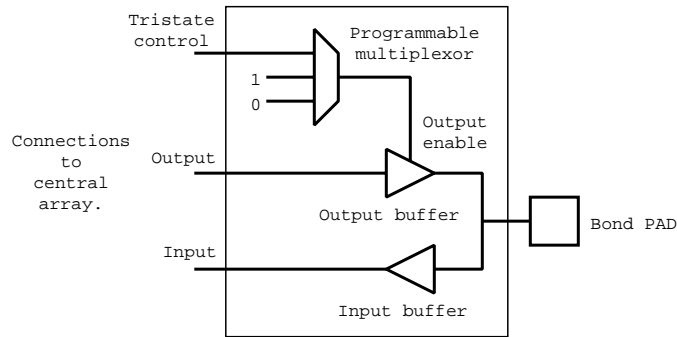 Tristate
control
Programmable
multiplexor
1
0
Output
enable
Connections
to
central
array.
Output
Output buffer
Bond PAD
Input
Input buffer